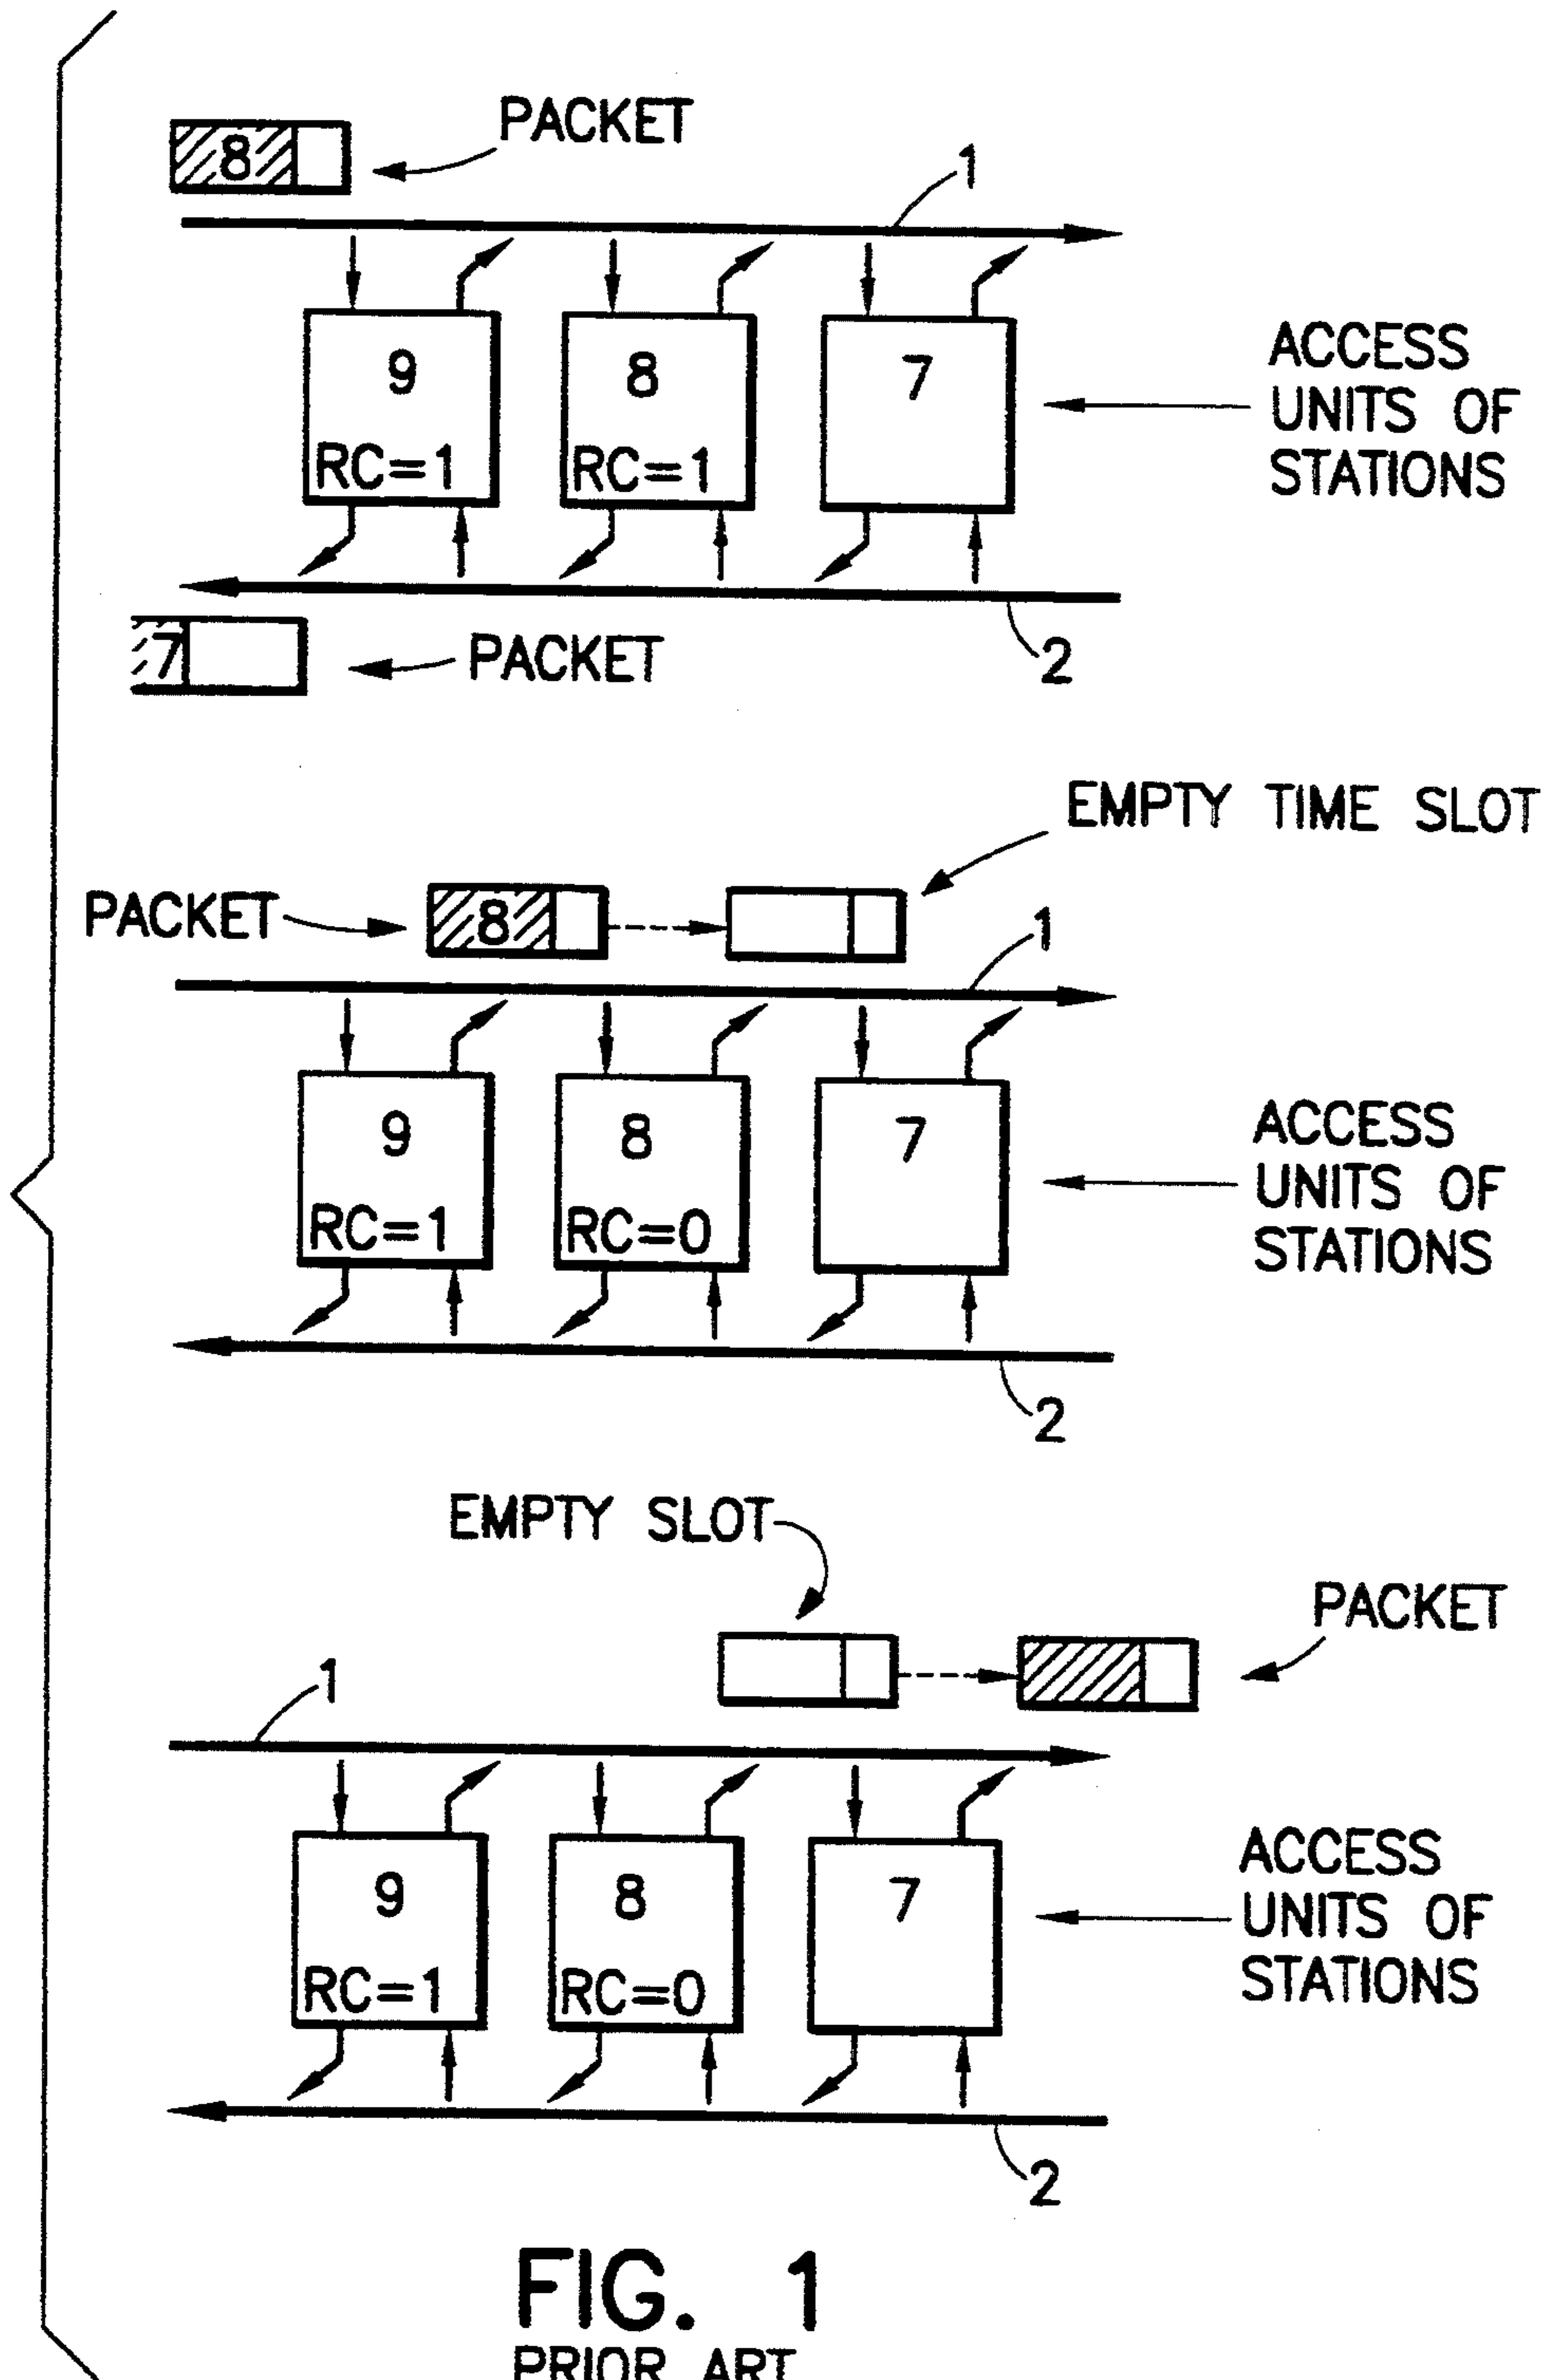 PACKET
8
1
9
8
7
RC=1
RC=1
ACCESS
UNITS OF
STATIONS
7
PACKET
2
EMPTY TIME SLOT
PACKET
8
1
9
8
7
RC=1
RC=0
ACCESS
UNITS OF
STATIONS
2
EMPTY SLOT
PACKET
1
9
8
7
RC=1
RC=0
ACCESS
UNITS OF
STATIONS
2
FIG. 1
PRIOR ART